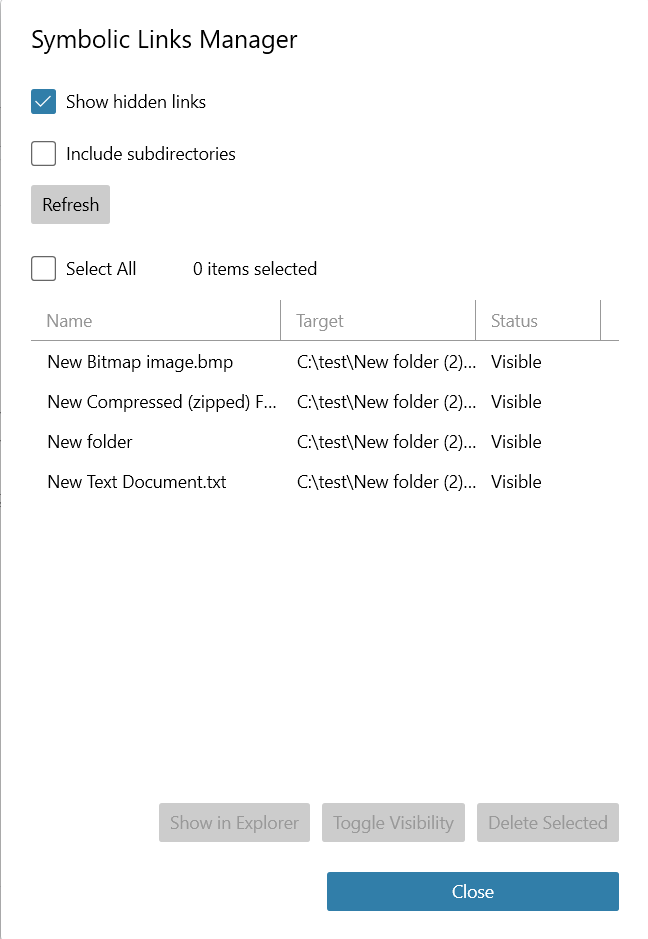 Symbolic Links Manager
Show hidden links
Include subdirectories
Refresh
Select All 0 items selected
Name Target Status
New Bitmap image.bmp C:\test\New folder (2)... Visible
New Compressed (zipped) F... C:\test\New folder (2)... Visible
New folder C:\test\New folder (2)... Visible
New Text Document.txt C:\test\New folder (2)... Visible
Show in Explorer Toggle Visibility Delete Selected
Close